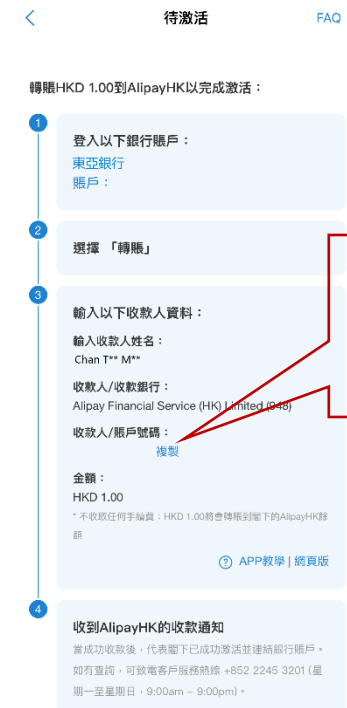 待激活
FAQ
轉賬HKD 1.00到AlipayHK以完成激活：
1
登入以下銀行賬戶：
東亞銀行
賬戶：
2
選擇 「轉賬」
3
輸入以下收款人資料：
輸入收款人姓名：
Chan T** M**
收款人/收款銀行：
Alipay Financial Service (HK) Limited (948)
收款人/賬戶號碼：
複製
金額：
HKD 1.00
* 不收取任何手續費；HKD 1.00將會轉賬到閣下的AlipayHK餘
額
? APP教學 | 網頁版
4
收到AlipayHK的收款通知
當成功收款後，代表閣下已成功激活並連結銀行賬戶。
如有查詢，可致電客戶服務熱線 +852 2245 3201 (星
期一至星期日，9:00am – 9:00pm)。